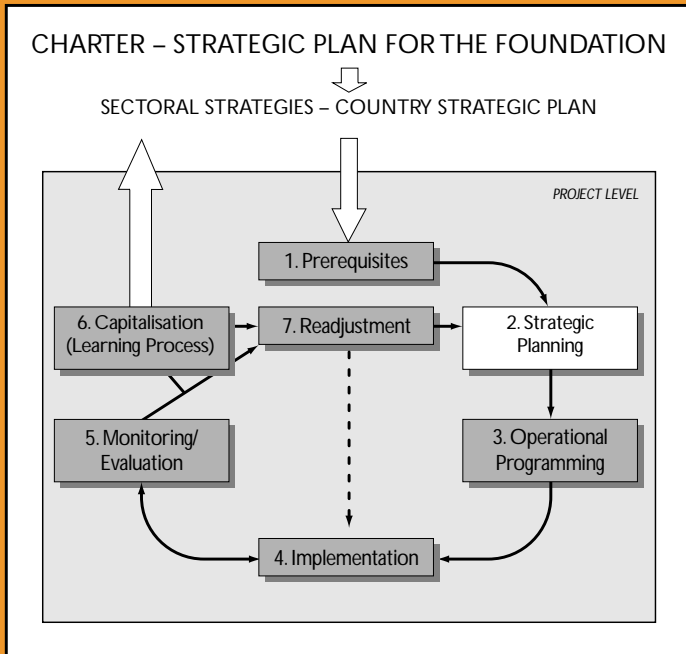 CHARTER – STRATEGIC PLAN FOR THE FOUNDATION
SECTORAL STRATEGIES – COUNTRY STRATEGIC PLAN
PROJECT LEVEL
1. Prerequisites
6. Capitalisation
(Learning Process)
7. Readjustment
2. Strategic
Planning
5. Monitoring/
Evaluation
3. Operational
Programming
4. Implementation